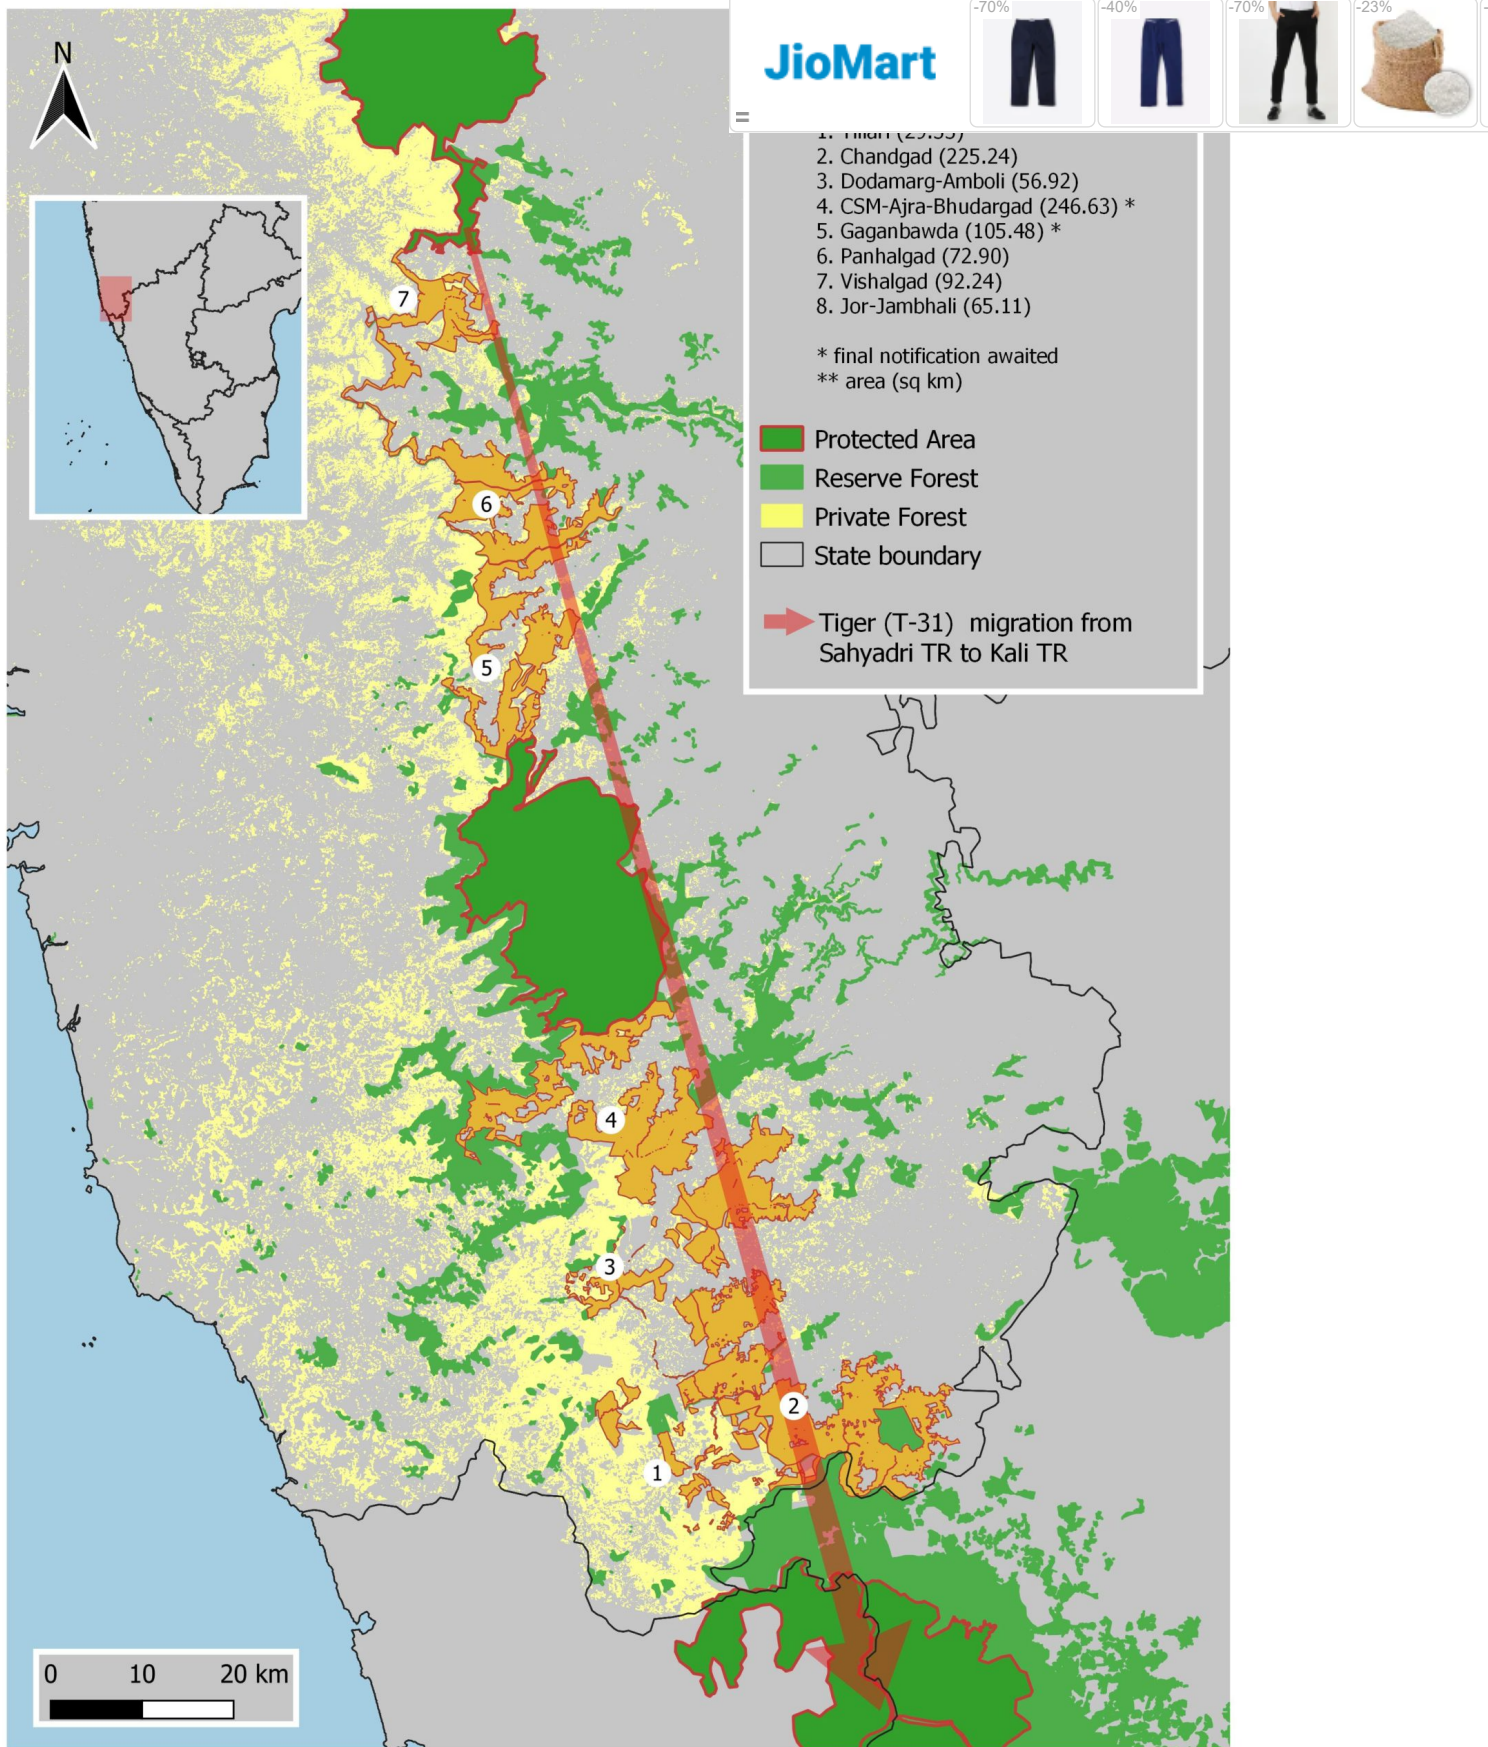 -70%
-40%
-70%
-23%
JioMart
N
2. Chandgad (225.24)
3. Dodamarg-Amboli (56.92)
4. CSM-Ajra-Bhudargad (246.63) *
5. Gaganbawda (105.48) *
6. Panhalgad (72.90)
7. Vishalgad (92.24)
8. Jor-Jambhali (65.11)
* final notification awaited
** area (sq km)
Protected Area
Reserve Forest
Private Forest
State boundary
Tiger (T-31) migration from
Sahyadri TR to Kali TR
7
6
5
4
3
2
1
0 10 20 km